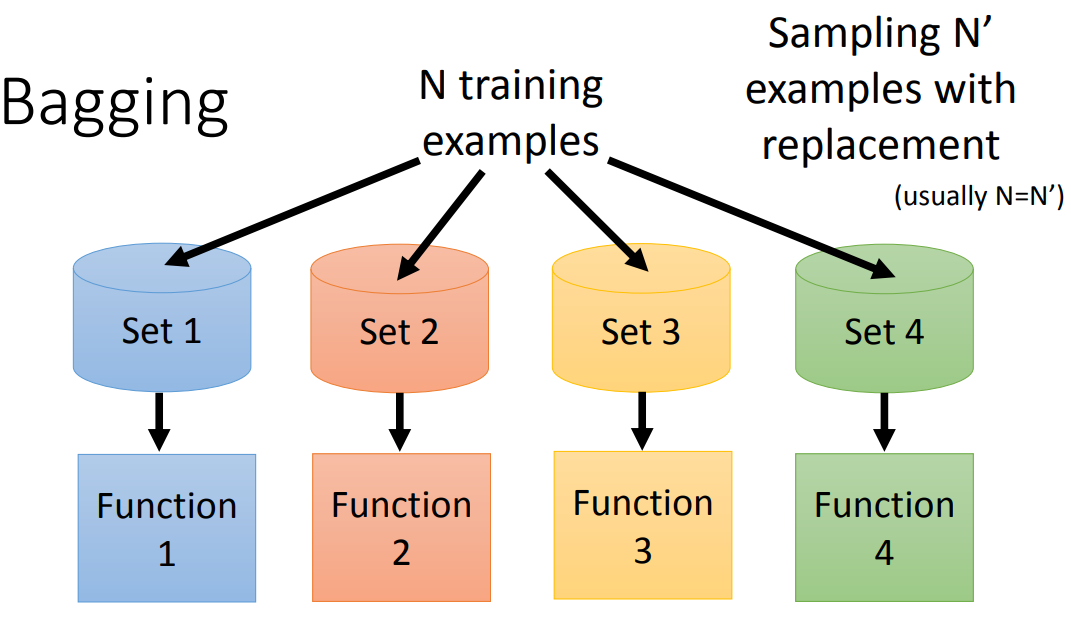 Bagging
N training
examples
Sampling N’
examples with
replacement
(usually N=N’)
Set 1
Set 2
Set 3
Set 4
Function
1
Function
2
Function
3
Function
4